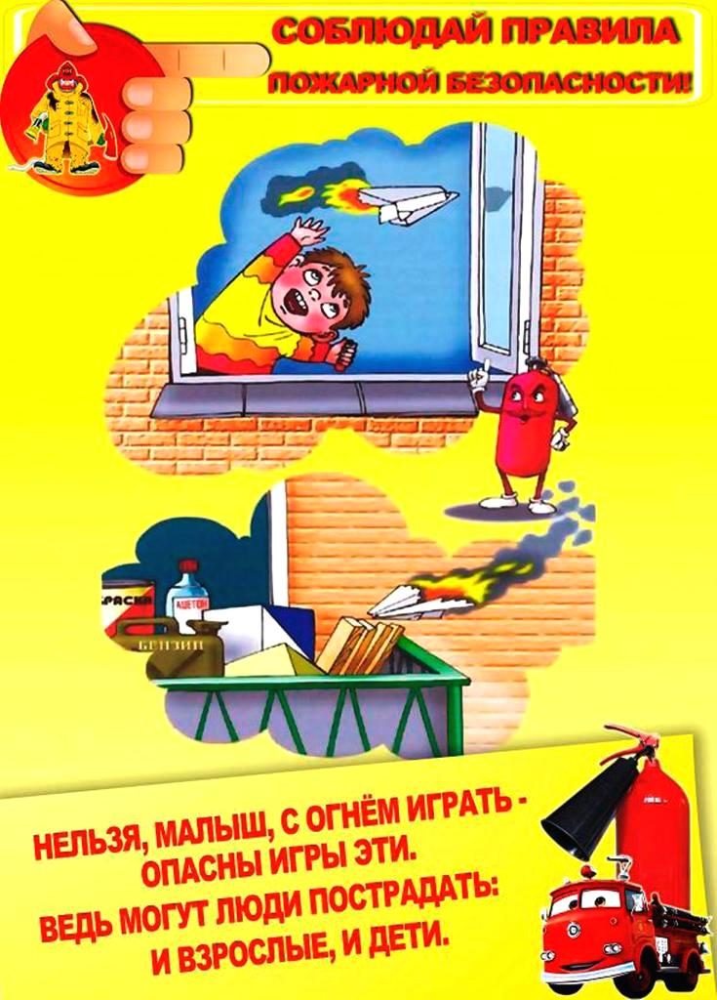 СОБЛЮДАЙ ПРАВИЛА
ПОЖАРНОЙ БЕЗОПАСНОСТИ!
РАСКИ
АЦЕТОН
БЕНЗИН
НЕЛЬЗЯ, МАЛЫШ, С ОГНЁМ ИГРАТЬ -
ОПАСНЫ ИГРЫ ЭТИ.
ВЕДЬ МОГУТ ЛЮДИ ПОСТРАДАТЬ:
И ВЗРОСЛЫЕ, И ДЕТИ.